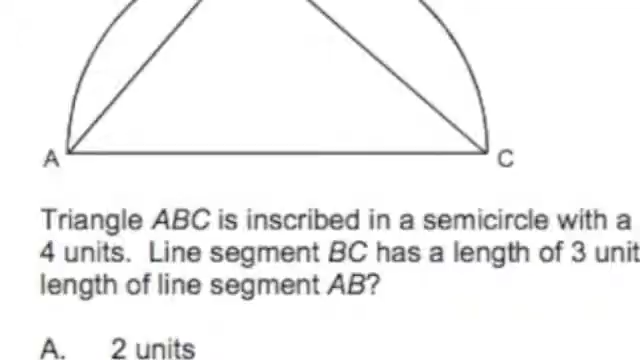 A
C
Triangle ABC is inscribed in a semicircle with a
4 units. Line segment BC has a length of 3
length of line segment AB?
A. 2 units